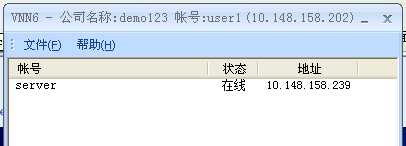 VNN6 - 公司名称:demo123 帐号:user1(10.148.158.202)
文件(F) 帮助(H)
帐号 状态 地址
server 在线 10.148.158.239